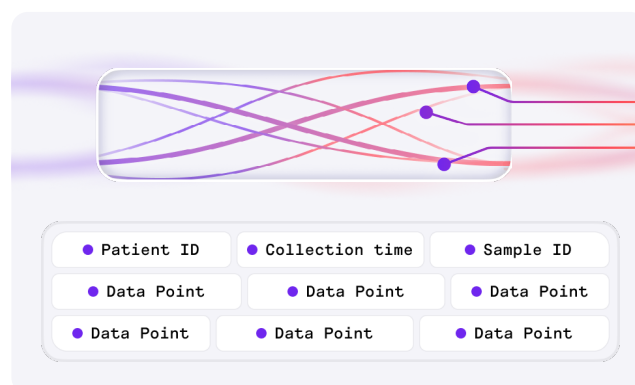 Patient ID
Collection time
Sample ID
Data Point
Data Point
Data Point
Data Point
Data Point
Data Point